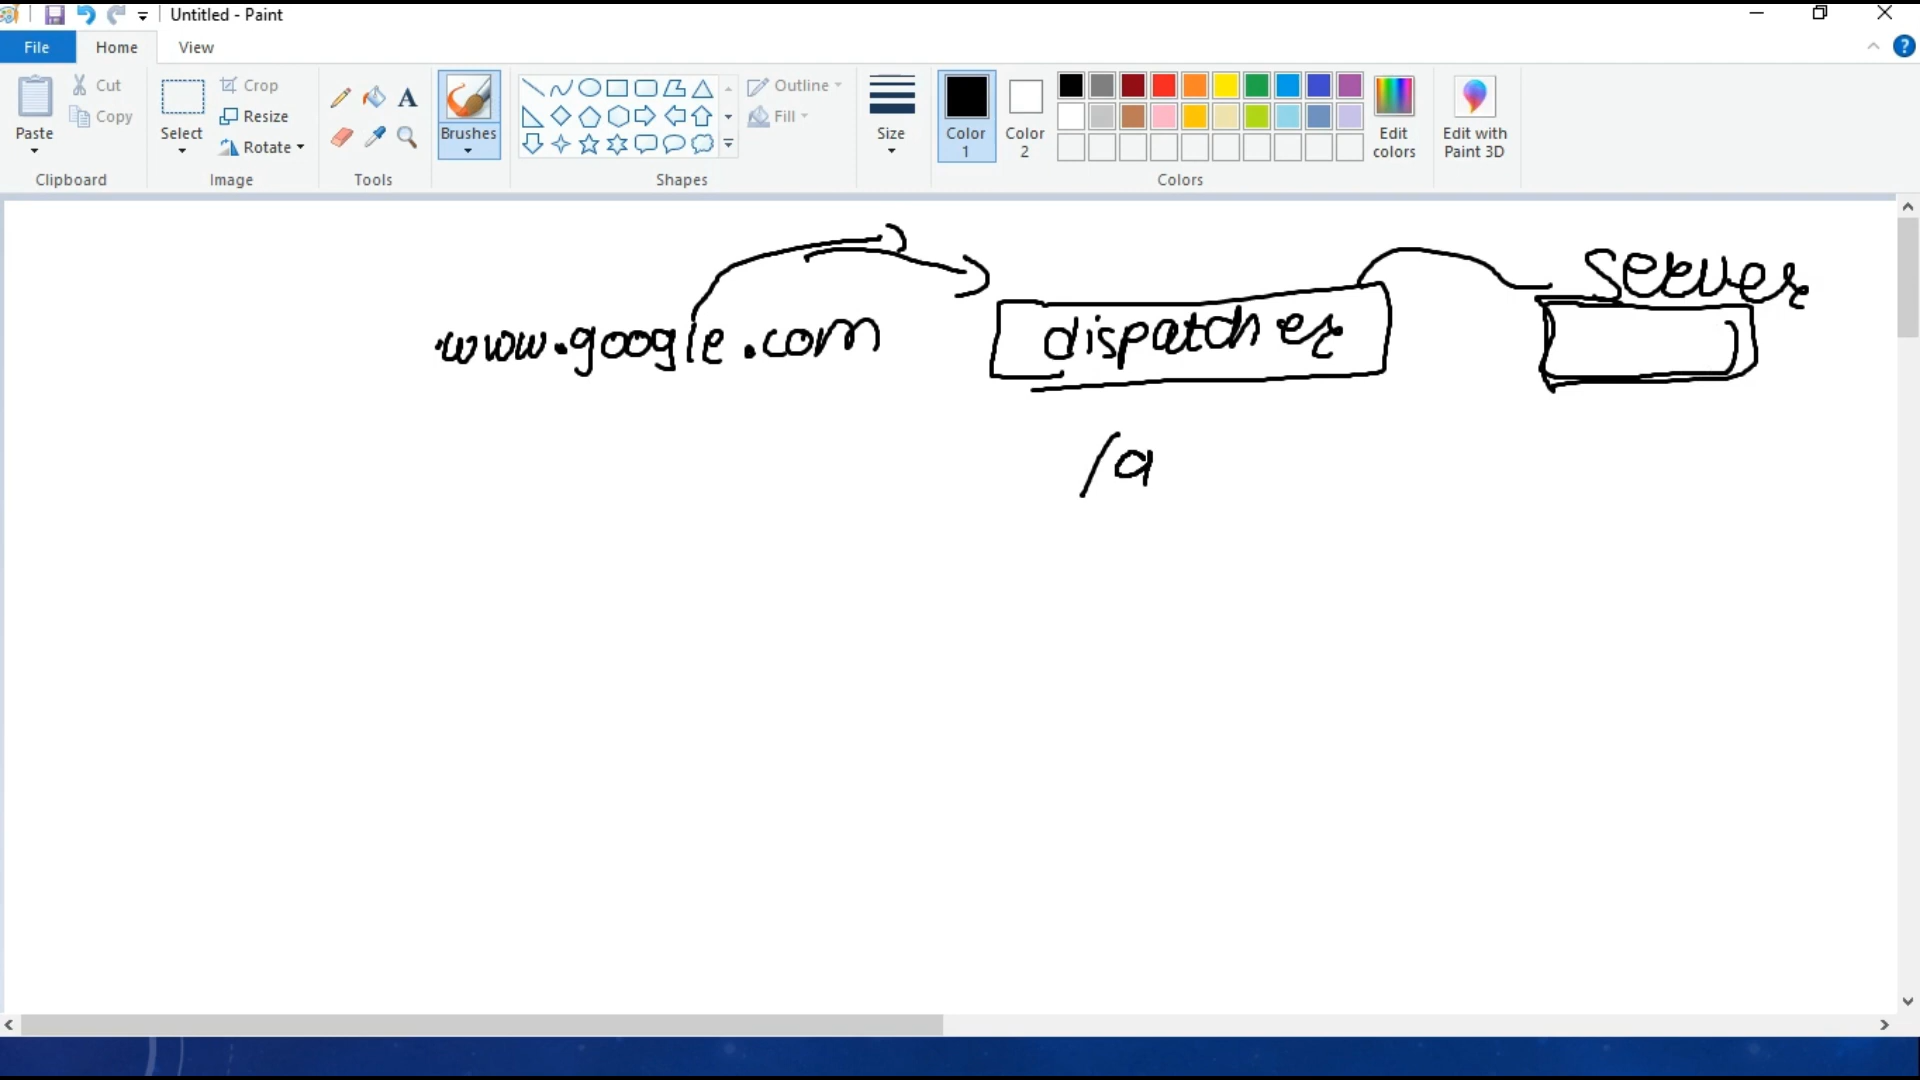 Untitled - Paint
File Home View
Paste Cut Copy Clipboard
Select Crop Resize Rotate Image
Tools
Brushes
Shapes
Outline Fill
Size
Color 1
Color 2
Edit colors
Colors
Edit with Paint 3D
server
www.google.com dispatcher
/a